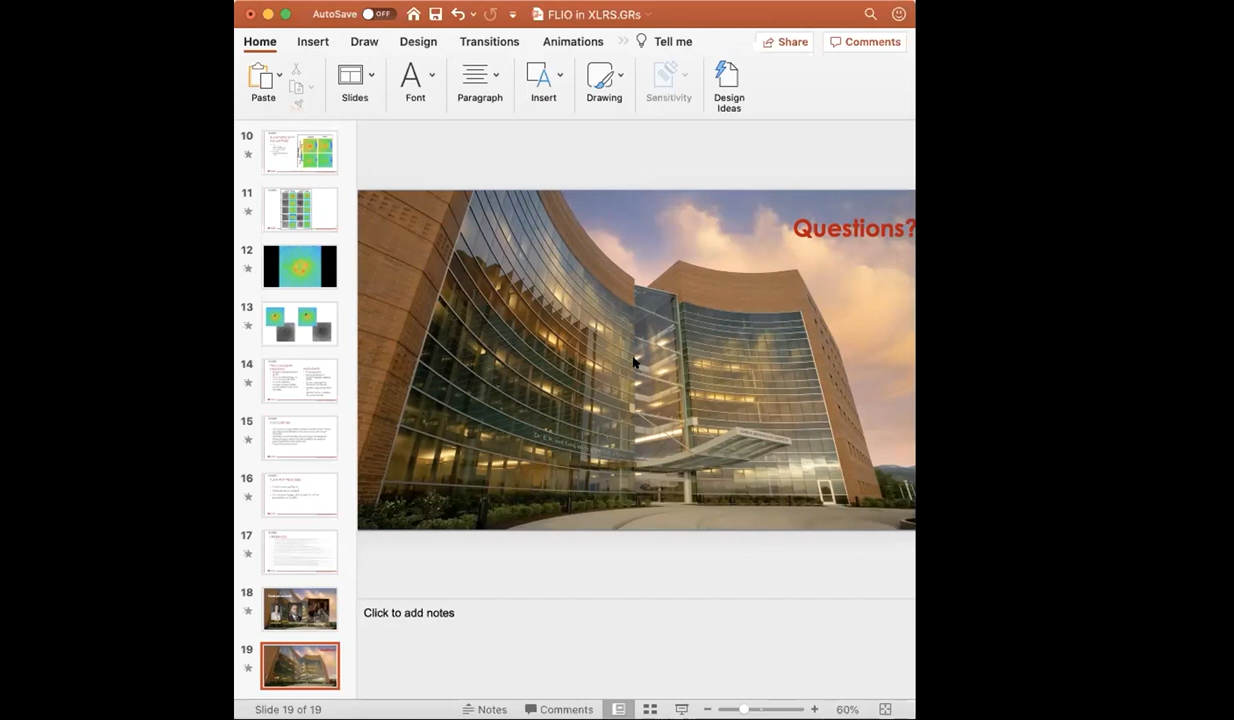 AutoSave OFF FLIO in XLRS.GRs
Home Insert Draw Design Transitions Animations Tell me Share Comments
Paste Slides Font Paragraph Insert Drawing Sensitivity Design
Ideas
10
11
12
13
14
15
16
17
18
19
Questions?
Click to add notes
Slide 19 of 19 Notes Comments 60%